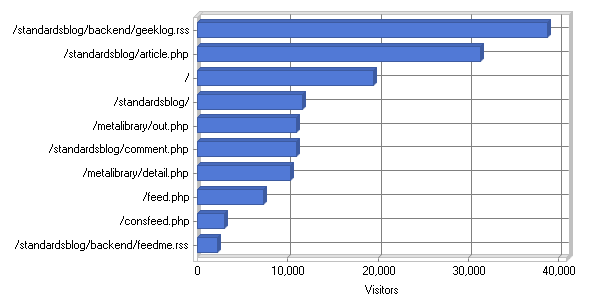 /standardsblog/backend/geeklog.rss
/standardsblog/article.php
/
/standardsblog/
/metalibrary/out.php
/standardsblog/comment.php
/metalibrary/detail.php
/feed.php
/consfeed.php
/standardsblog/backend/feedme.rss
0 10,000 20,000 30,000 40,000
Visitors